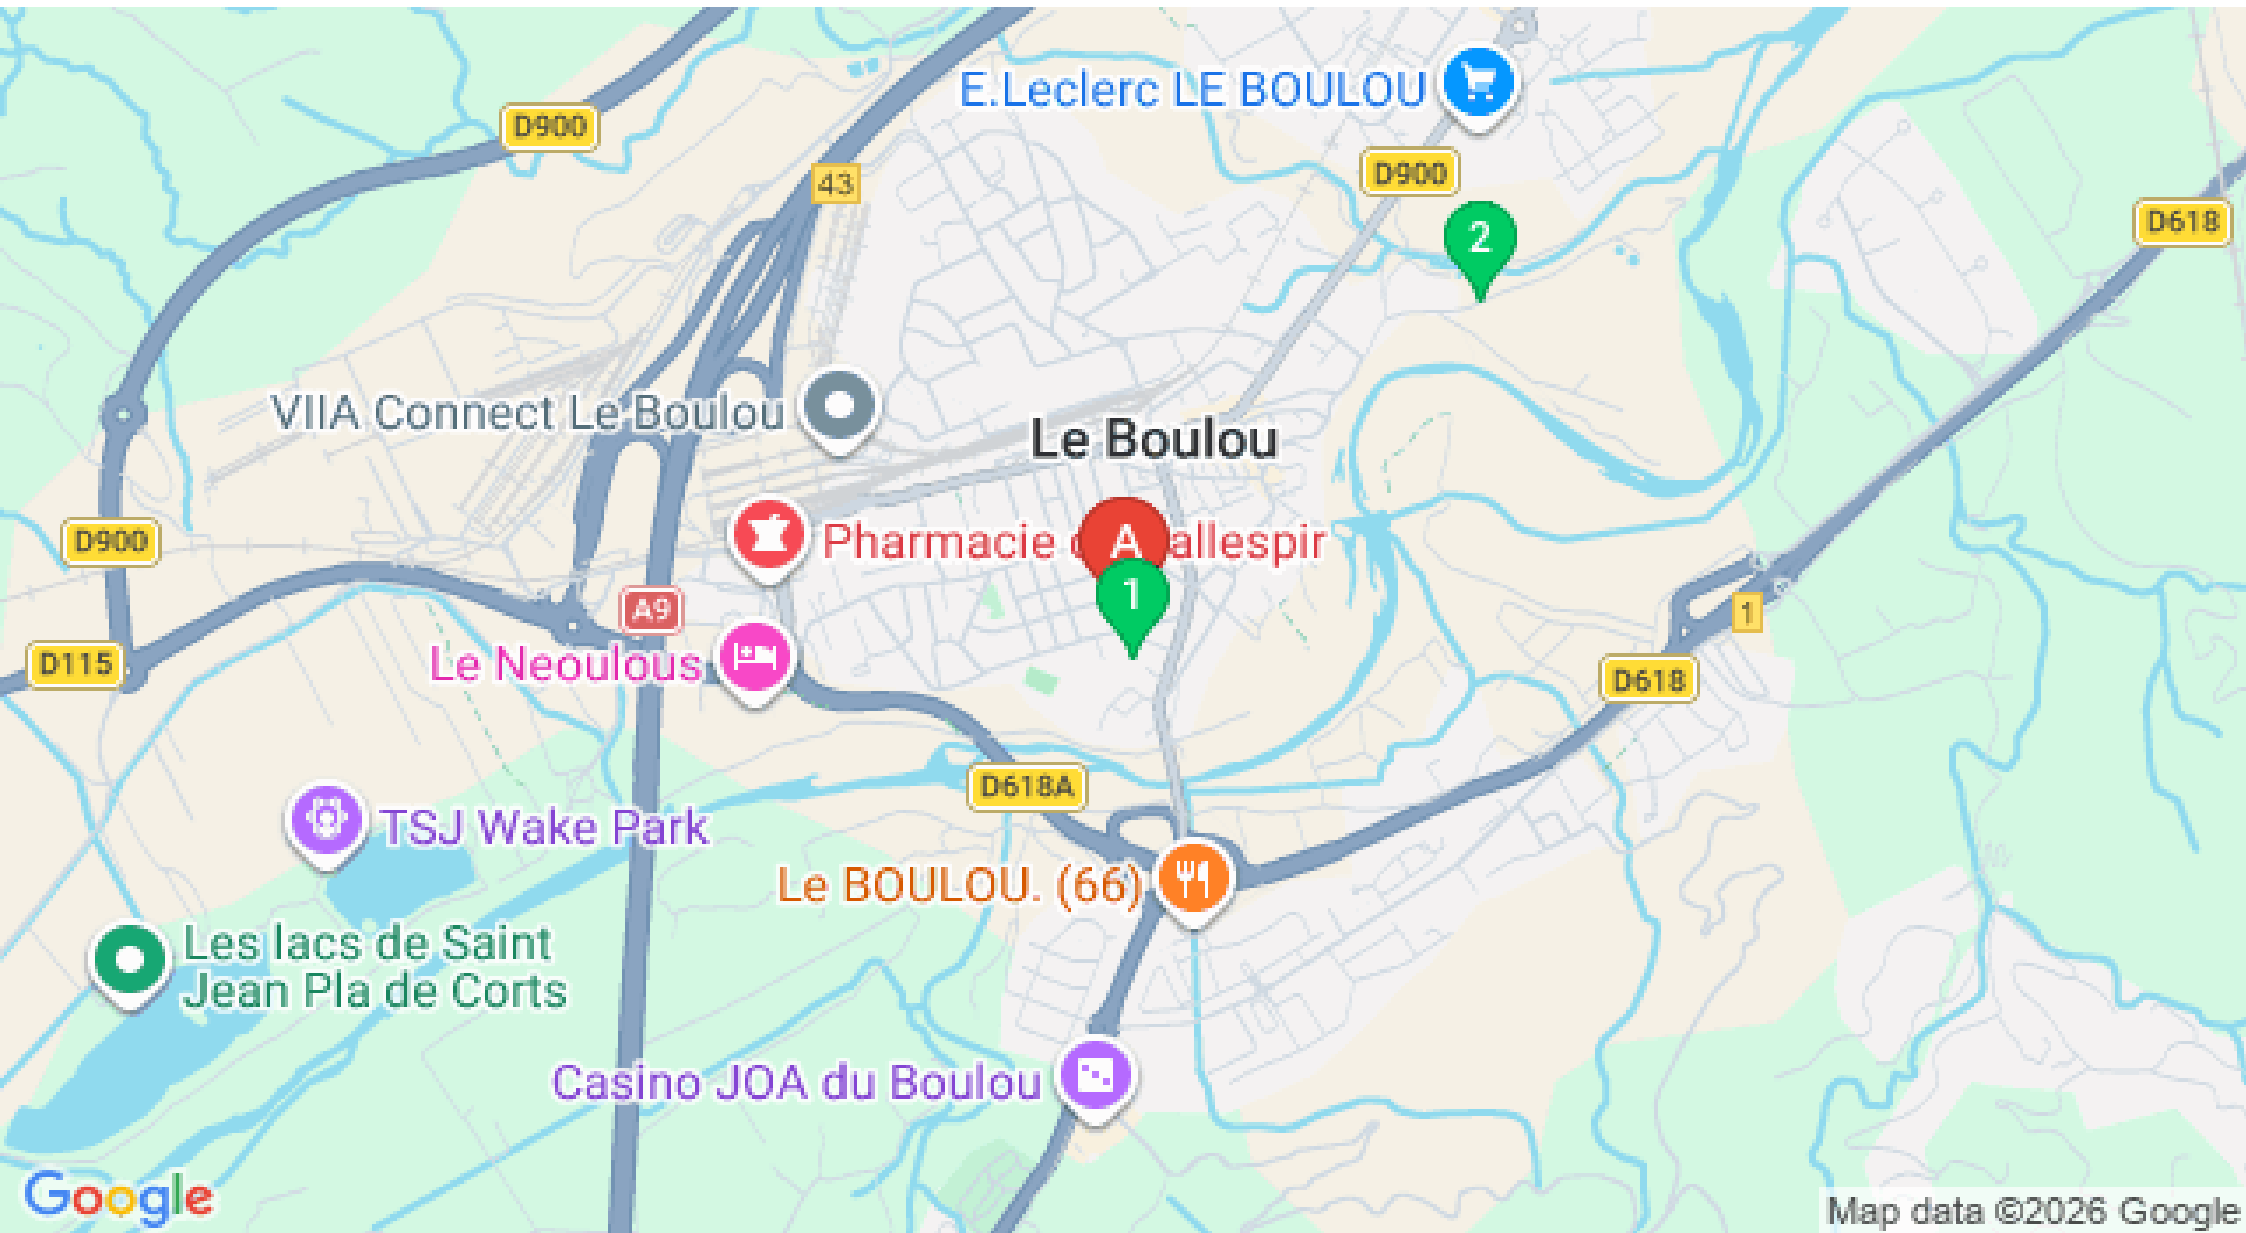 E.Leclerc LE BOULOU
D900
D900
43
2
D618
VIIA Connect Le Boulou
Le Boulou
D900
Pharmacie
A
allespir
1
A9
1
D115
Le Neoulous
D618
D618A
TSJ Wake Park
Le BOULOU. (66)
Les lacs de Saint
Jean Pla de Corts
Casino JOA du Boulou
Google
Map data ©2026 Google